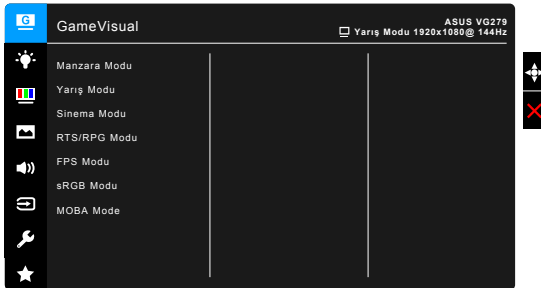 G
GameVisual
ASUS VG279
Yarış Modu 1920x1080@ 144Hz
Manzara Modu
Yarış Modu
Sinema Modu
RTS/RPG Modu
FPS Modu
sRGB Modu
MOBA Mode